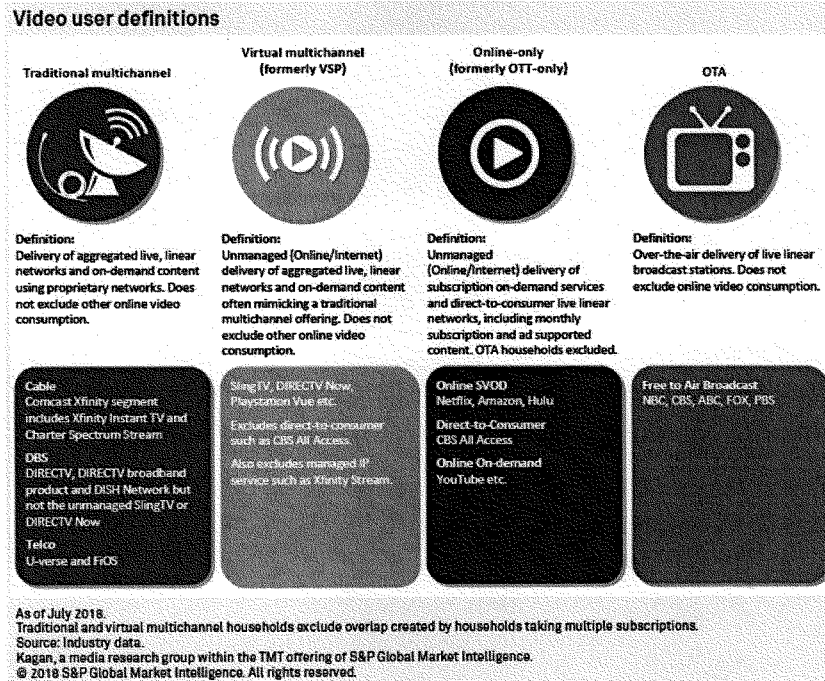 Video user definitions
Traditional multichannel
Virtual multichannel
(formerly VSP)
Online-only
(formerly OTT-only)
OTA
Definition:
Delivery of aggregated live, linear
networks and on-demand content
using proprietary networks. Does
not exclude other online video
consumption.
Definition:
Unmanaged (Online/Internet)
delivery of aggregated live, linear
networks and on-demand content
often mimicking a traditional
multichannel offering. Does not
exclude other online video
consumption.
Definition:
Unmanaged
(Online/Internet) delivery of
subscription on-demand services
and direct-to-consumer live linear
networks, including monthly
subscription and ad supported
content. OTA households excluded.
Definition:
Over-the-air delivery of live linear
broadcast stations. Does not
exclude online video consumption.
Cable
Comcast Xfinity segment
includes Xfinity Instant TV and
Charter Spectrum Stream
DBS
DIRECTV, DIRECTV broadband
product and DISH Network but
not the unmanaged SlingTV or
DIRECTV Now
Telco
U-verse and FiOS
SlingTV, DIRECTV Now,
Playstation Vue etc.
Excludes direct-to-consumer
such as CBS All Access.
Also excludes managed IP
service such as Xfinity Stream.
Online SVOD
Netflix, Amazon, Hulu
Direct-to-Consumer
CBS All Access
Online On-demand
YouTube etc.
Free to Air Broadcast
NBC, CBS, ABC, FOX, PBS
As of July 2018.
Traditional and virtual multichannel households exclude overlap created by households taking multiple subscriptions.
Source: Industry data.
Kagan, a media research group within the TMT offering of S&P Global Market Intelligence.
© 2018 S&P Global Market Intelligence. All rights reserved.